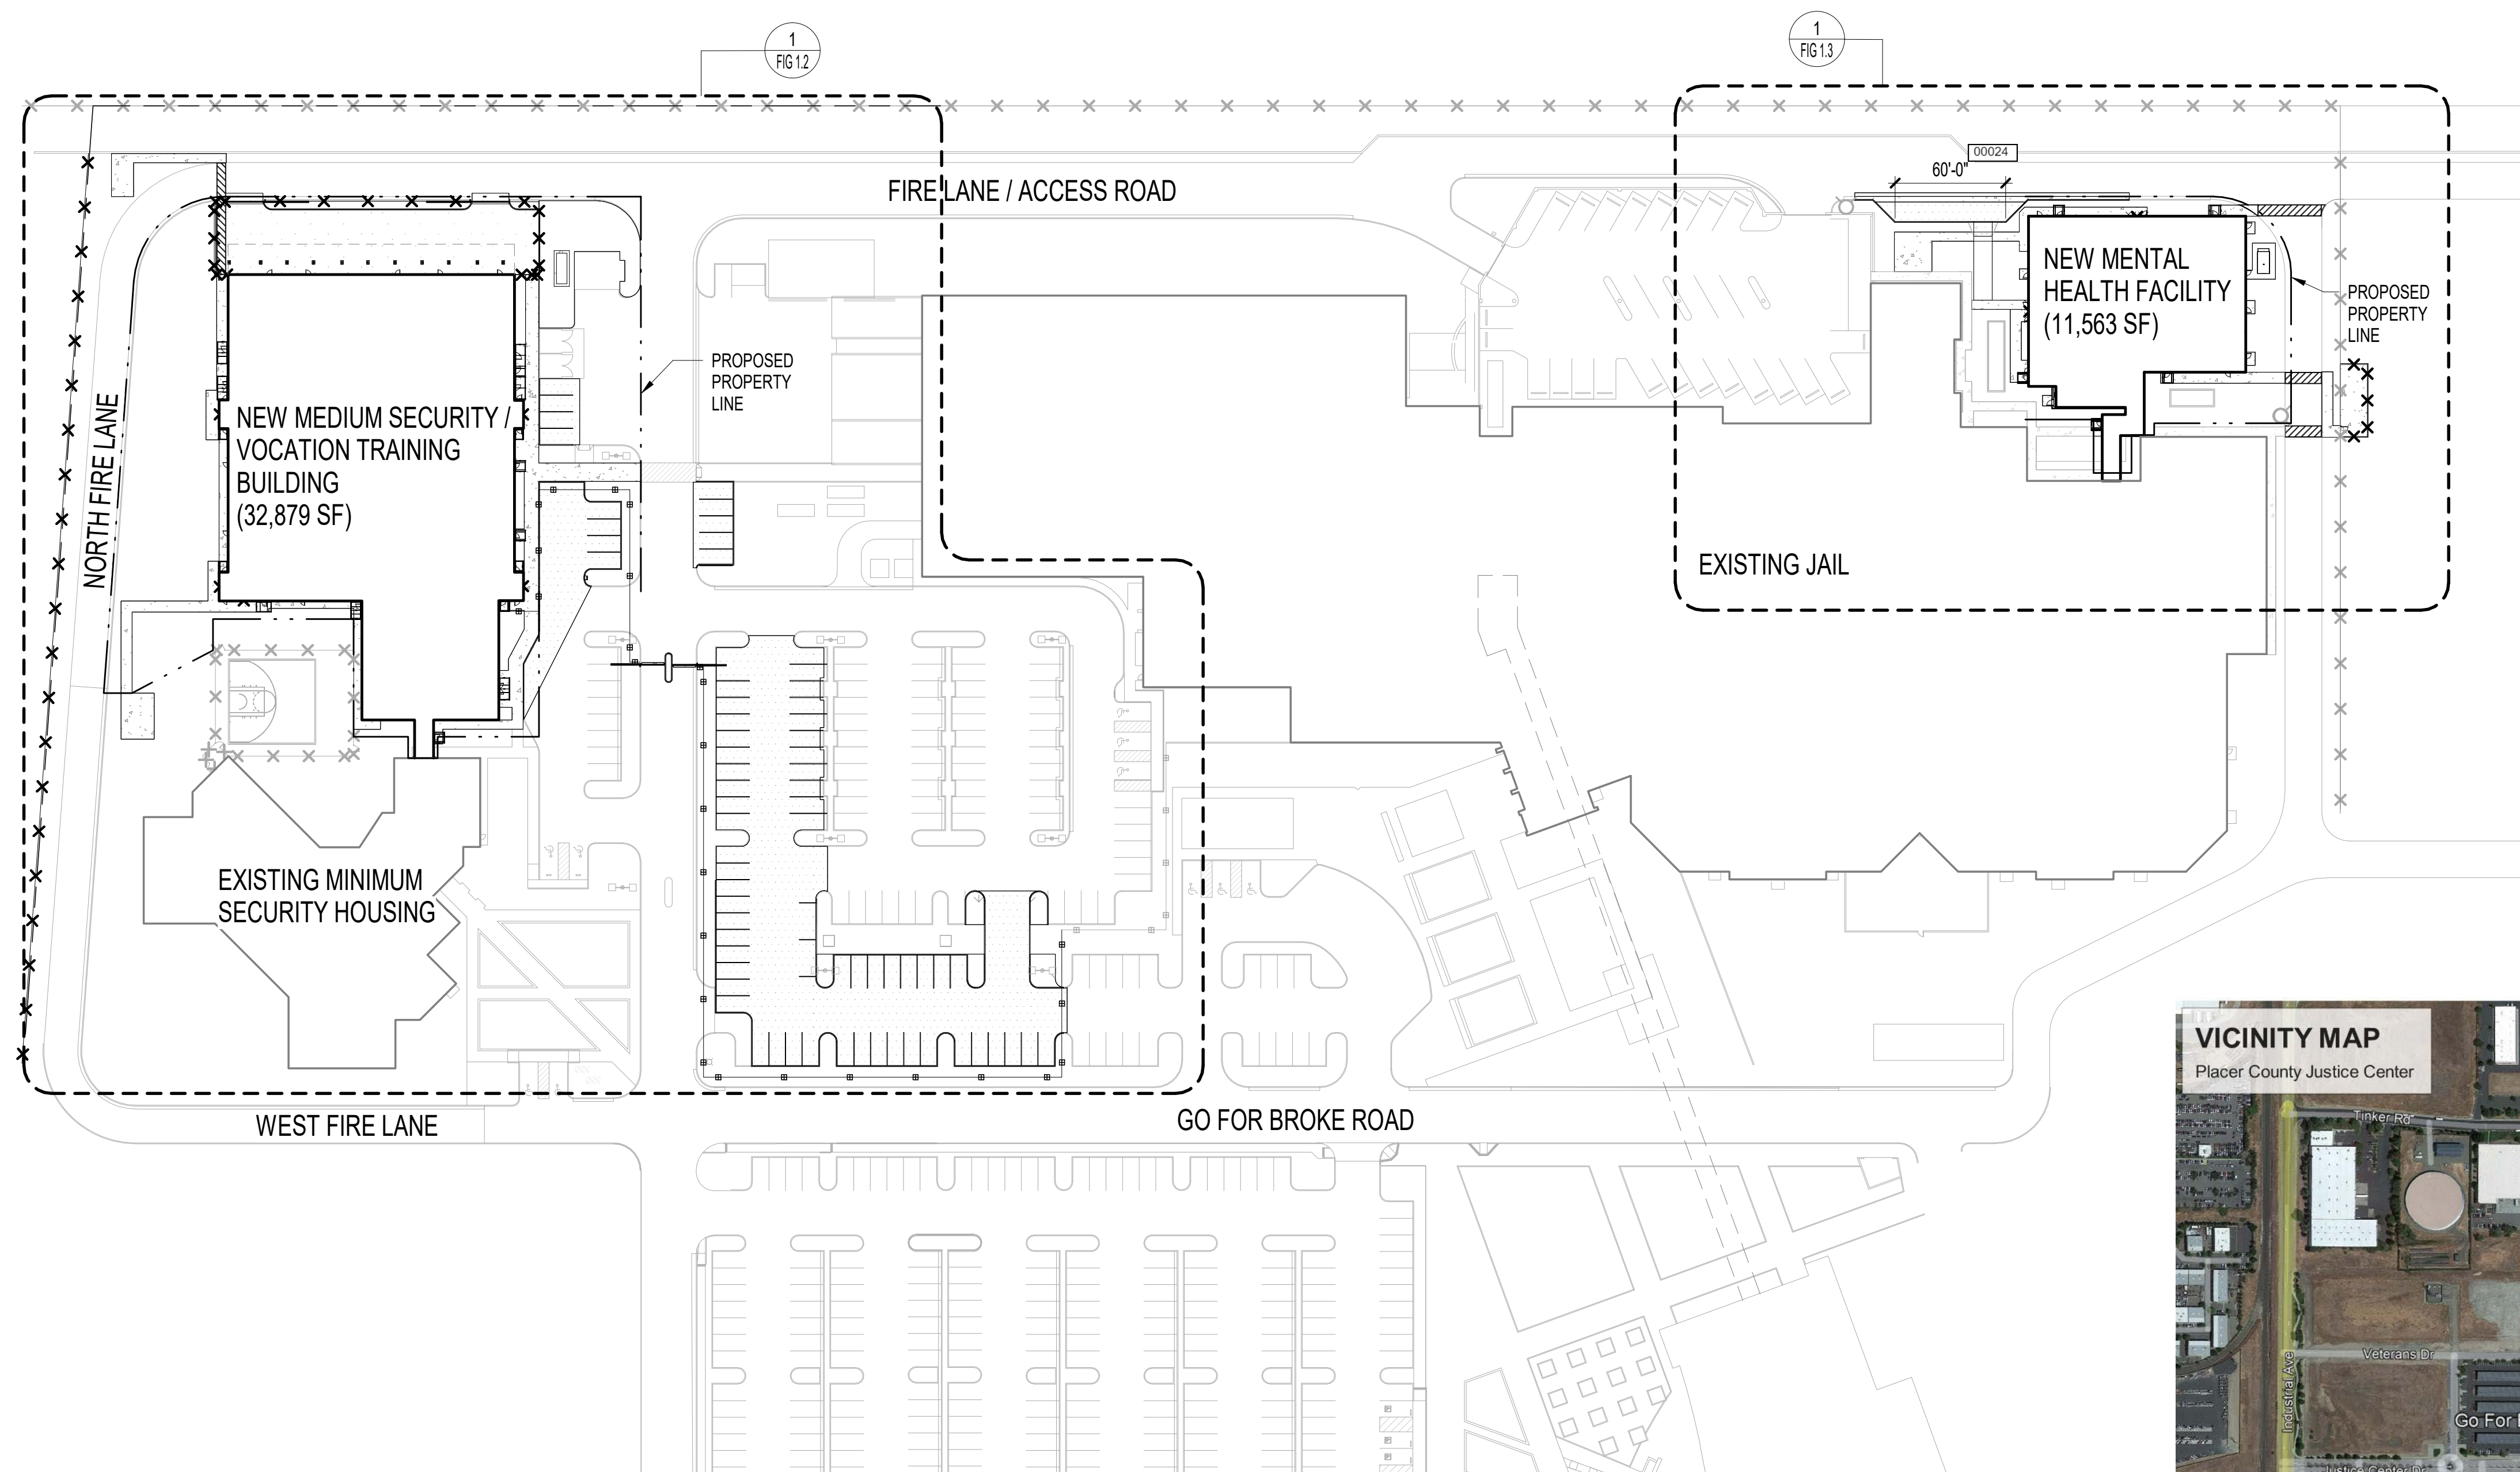 1
FIG 1.2
1
FIG 1.3
00024
60'-0"
FIRE LANE / ACCESS ROAD
NEW MENTAL
HEALTH FACILITY
(11,563 SF)
PROPOSED
PROPERTY
LINE
PROPOSED
PROPERTY
LINE
NORTH FIRE LANE
NEW MEDIUM SECURITY /
VOCATION TRAINING
BUILDING
(32,879 SF)
EXISTING JAIL
EXISTING MINIMUM
SECURITY HOUSING
WEST FIRE LANE
GO FOR BROKE ROAD
VICINITY MAP
Placer County Justice Center
Tinker Rd
Veterans Dr
Industrial Ave
Go For
Justice Center Dr